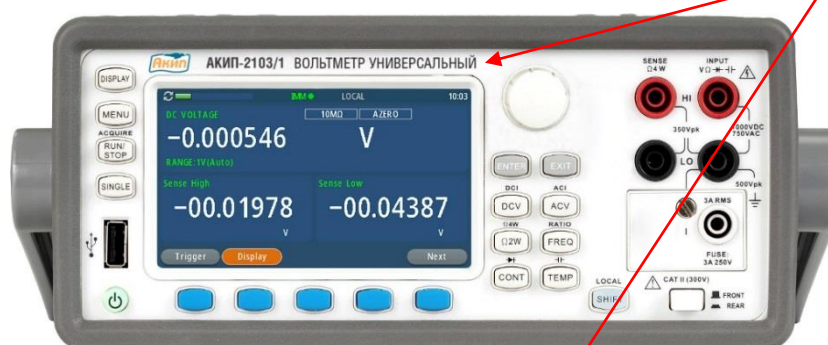 Акип АКИП-2103/1 ВОЛЬТМЕТР УНИВЕРСАЛЬНЫЙ
DISPLAY
MENU
ACQUIRE
RUN/
STOP
SINGLE
IMM LOCAL 10:03
DC VOLTAGE 10MΩ AZERO
-0.000546 V
RANGE:1V(Auto)
Sense High Sense Low
-00.01978 -00.04387
V V
Trigger Display Next
ENTER EXIT
DCI ACI
DCV ACV
Ω4W RATIO
Ω2W FREQ
CONT TEMP
LOCAL
SHIFT
SENSE INPUT
Ω4W VΩ
HI
350Vpk 1000VDC
750VAC
LO
500Vpk
3A RMS
I
FUSE:
3A 250V
CAT II (300V)
FRONT
REAR